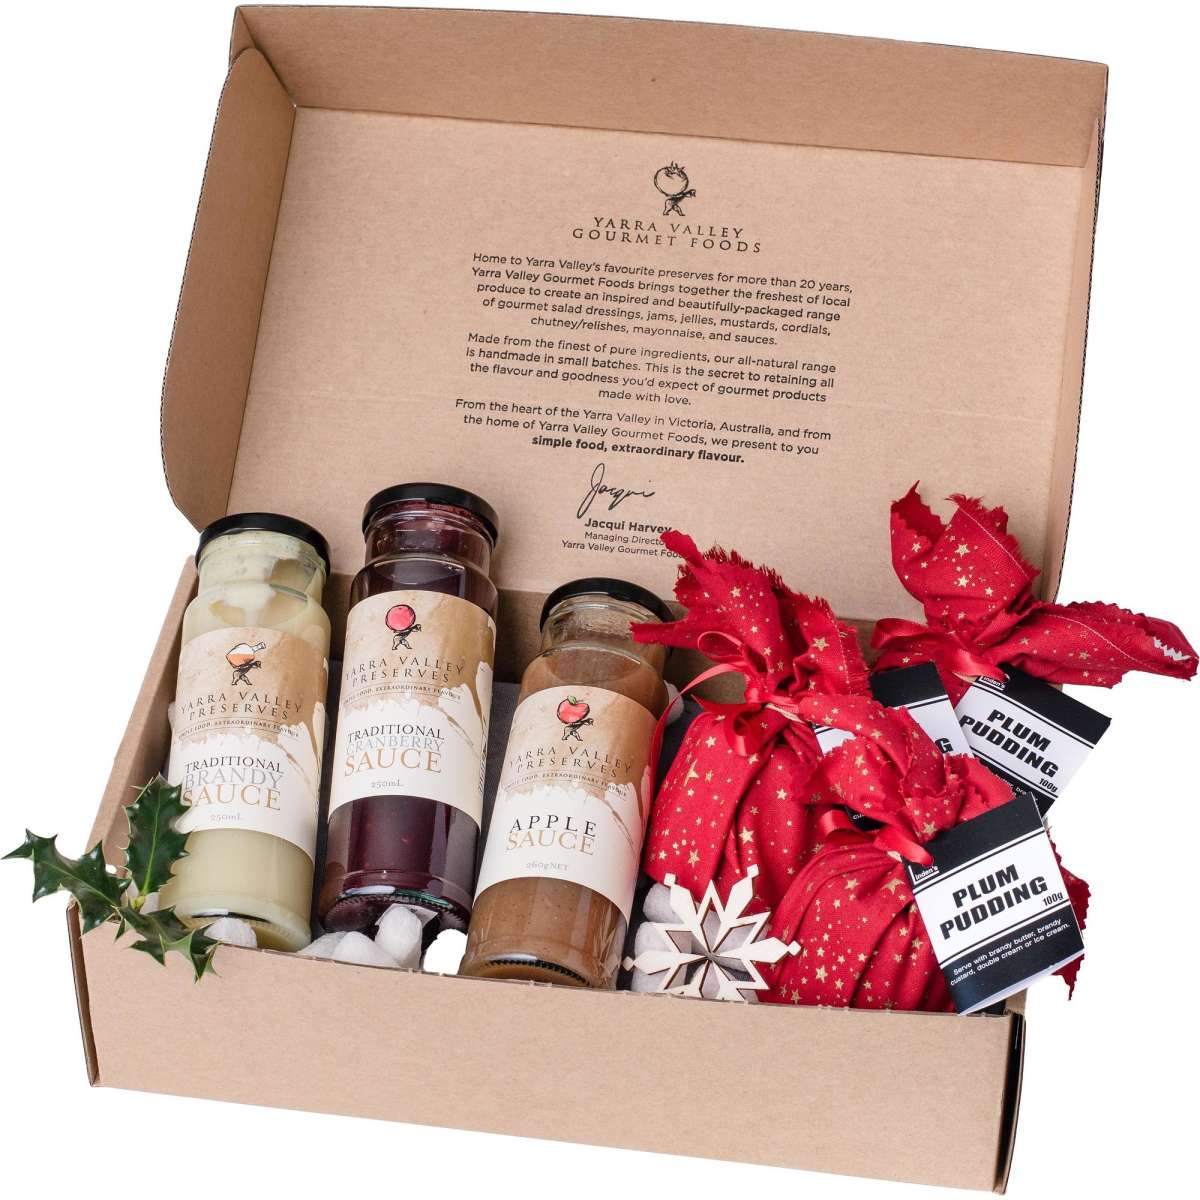 YARRA VALLEY
GOURMET FOODS
Home to Yarra Valley's favourite preserves for more than 20 years,
Yarra Valley Gourmet Foods brings together the freshest of local
produce to create an inspired and beautifully-packaged range
of gourmet salad dressings, jams, jellies, mustards, cordials,
chutney/relishes, mayonnaise, and sauces.
Made from the finest of pure ingredients, our all-natural range
is handmade in small batches. This is the secret to retaining all
the flavour and goodness you'd expect of gourmet products
made with love.
From the heart of the Yarra Valley in Victoria, Australia, and from
the home of Yarra Valley Gourmet Foods, we present to you
simple food, extraordinary flavour.
Jacqui
Jacqui Harvey
Managing Director
Yarra Valley Gourmet
YARRA VALLEY
PRESERVES
SIMPLE FOOD. EXTRAORDINARY FLAVOUR
TRADITIONAL
BRANDY
SAUCE
250mL
YARRA VALLEY
PRESERVES
SIMPLE FOOD. EXTRAORDINARY FLAVOUR
TRADITIONAL
CRANBERRY
SAUCE
250mL
YARRA VALLEY
PRESERVES
SIMPLE FOOD. EXTRAORDINARY FLAVOUR
APPLE
SAUCE
260gNET
inden's
PLUM
PUDDING
100g
inden's
PLUM
PUDDING
100g
Serve with brandy butter, brandy
custard, double cream or ice cream.